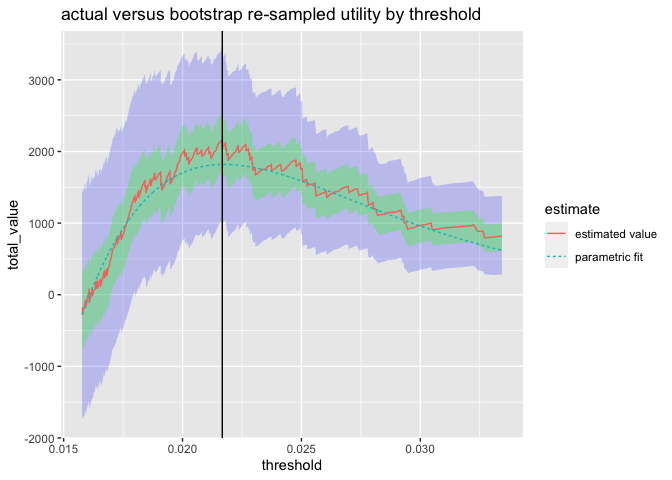 actual versus bootstrap re-sampled utility by threshold
total_value
3000
2000
1000
0
-1000
-2000
0.015
0.020
0.025
0.030
threshold
estimate
estimated value
parametric fit